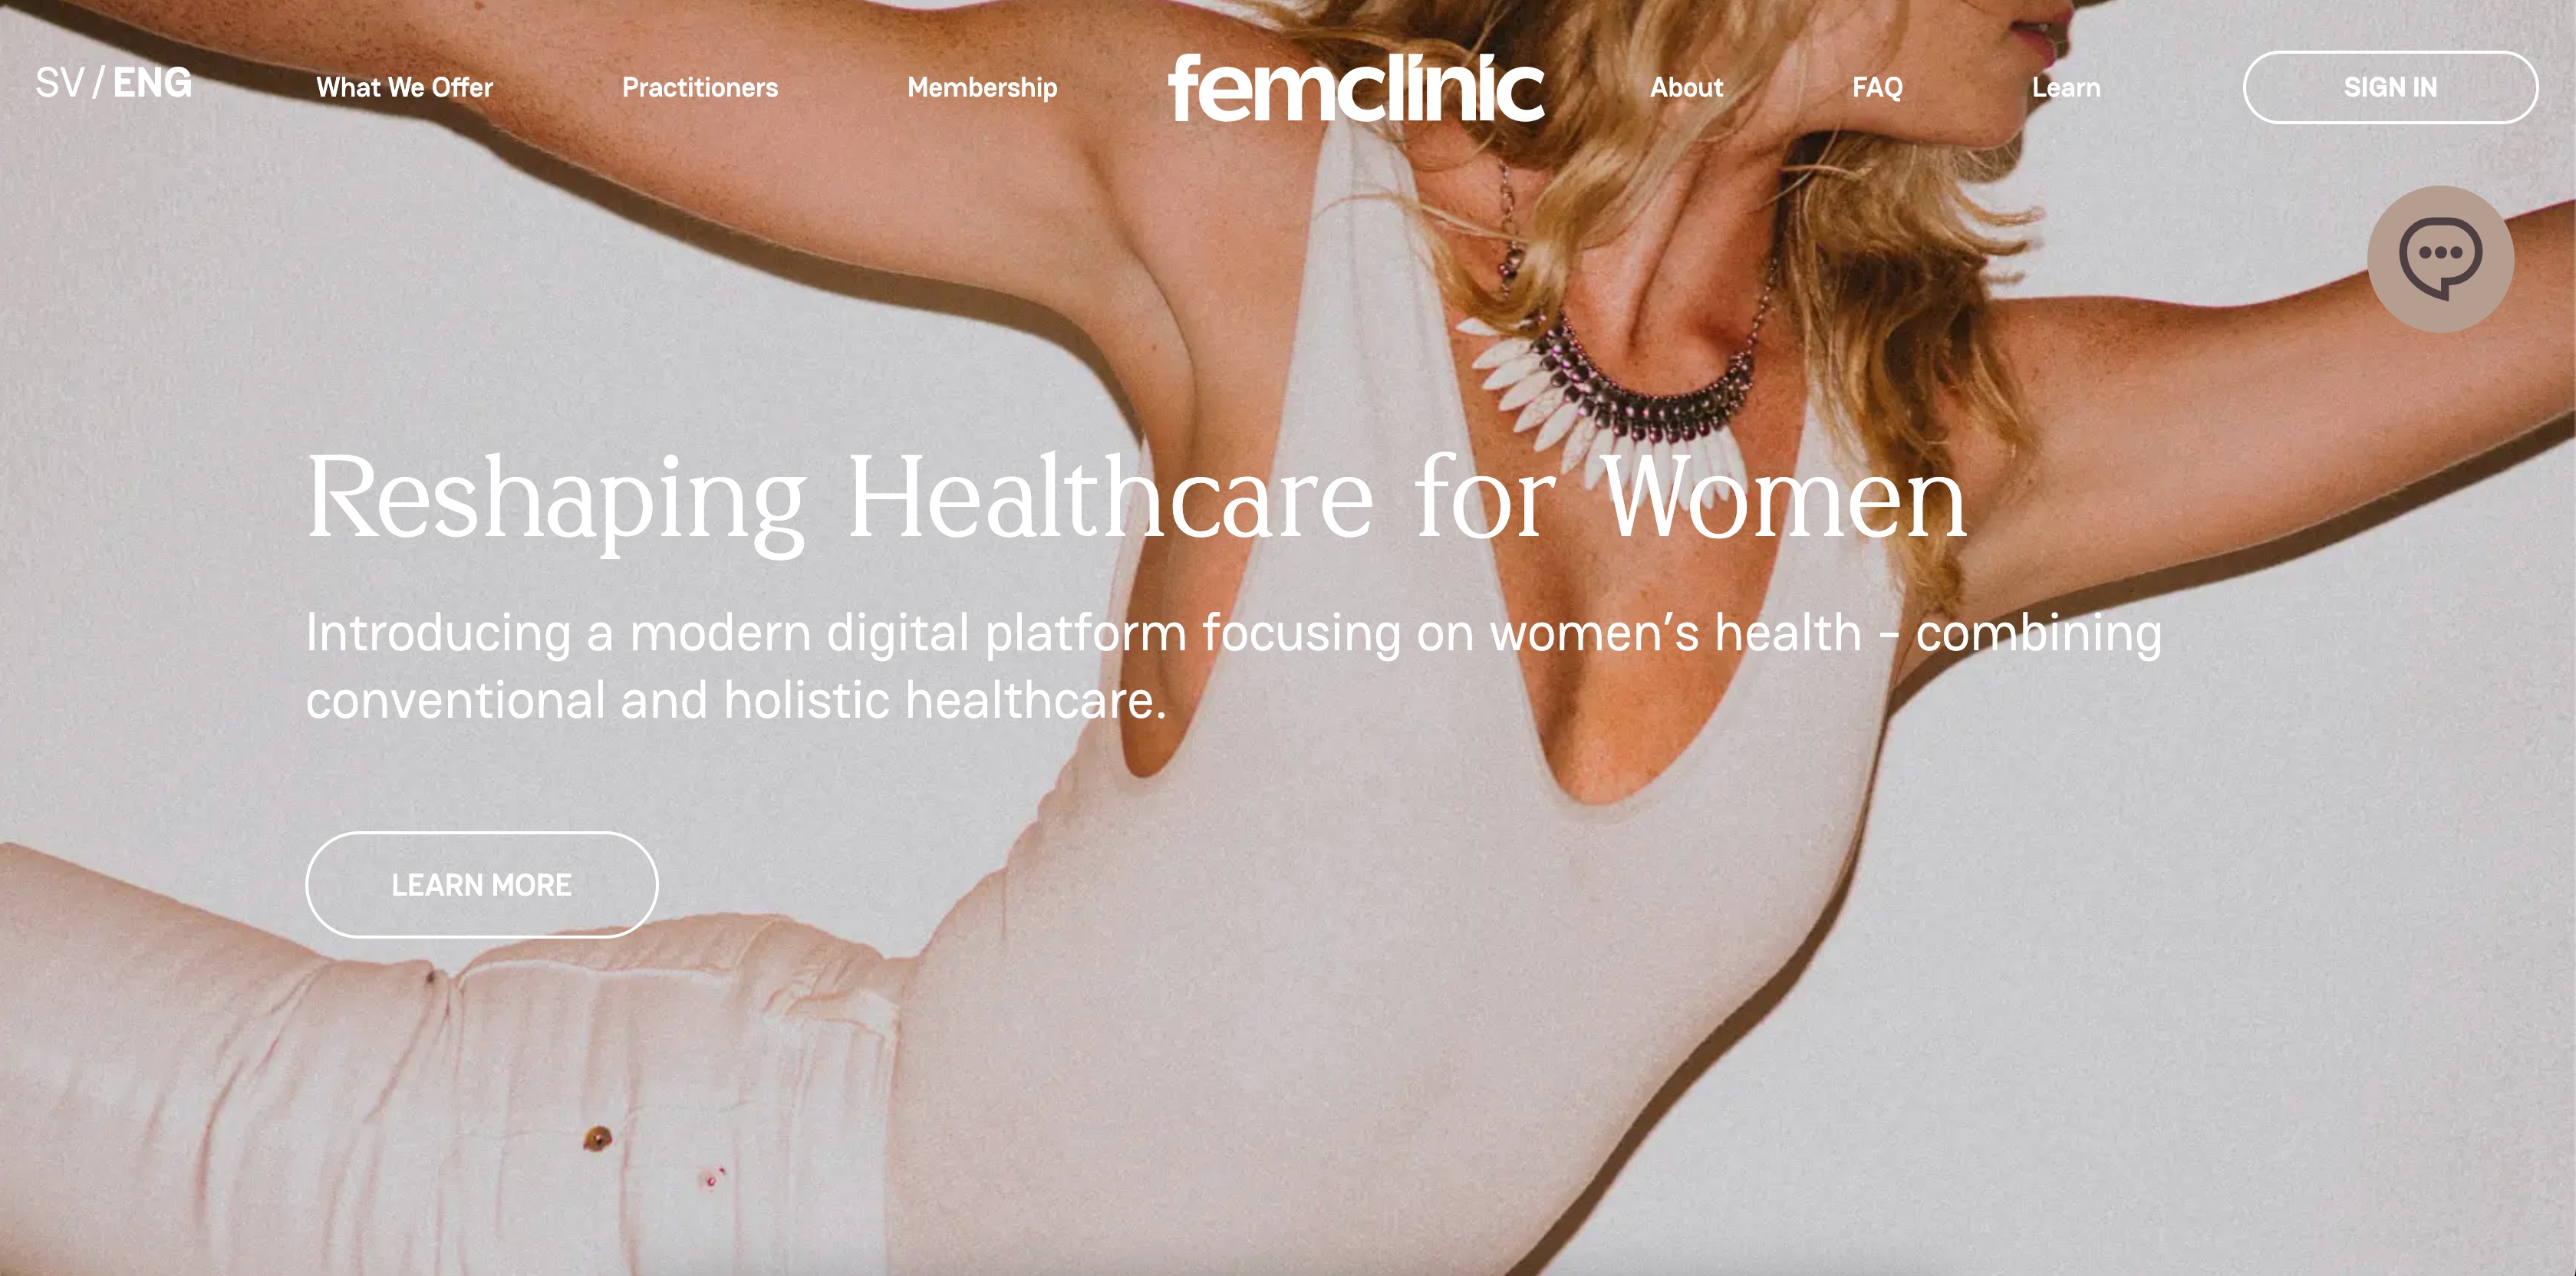 SV / ENG
What We Offer
Practitioners
Membership
femclinic
About
FAQ
Learn
SIGN IN
Reshaping Healthcare for Women
Introducing a modern digital platform focusing on women’s health – combining
conventional and holistic healthcare.
LEARN MORE